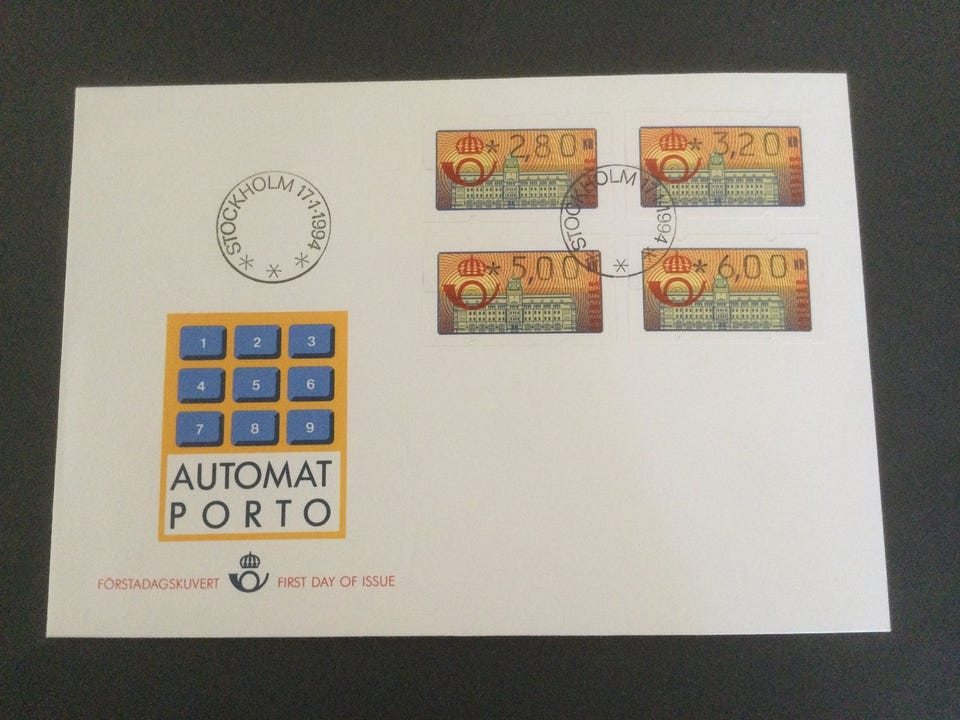 * 2,80 KR
* 3,20 KR
STOCKHOLM 17.1.1994
STOCKHOLM 17.1.1994
* 5,00 KR
* 6,00 KR
1 2 3
4 5 6
7 8 9
AUTOMAT
PORTO
FÖRSTADAGSKUVERT FIRST DAY OF ISSUE